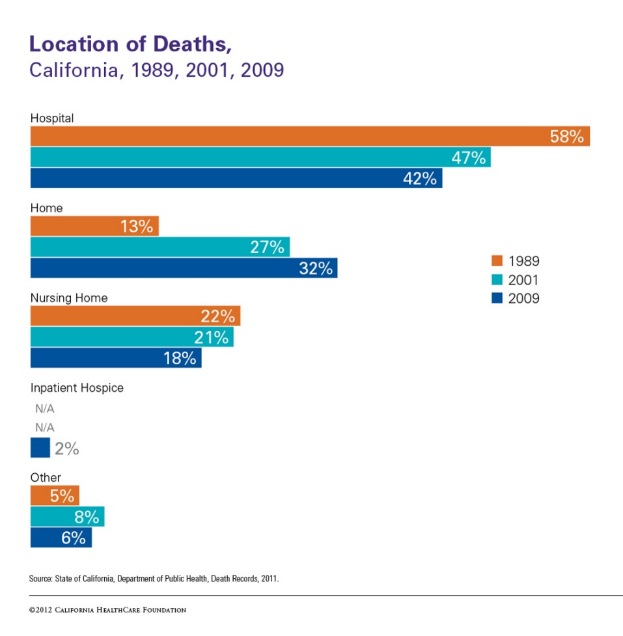 Location of Deaths,
California, 1989, 2001, 2009
Hospital
58%
47%
42%
Home
13%
27%
32%
1989
2001
2009
Nursing Home
22%
21%
18%
Inpatient Hospice
N/A
N/A
2%
Other
5%
8%
6%
Source: State of California, Department of Public Health, Death Records, 2011.
©2012 California HealthCare Foundation